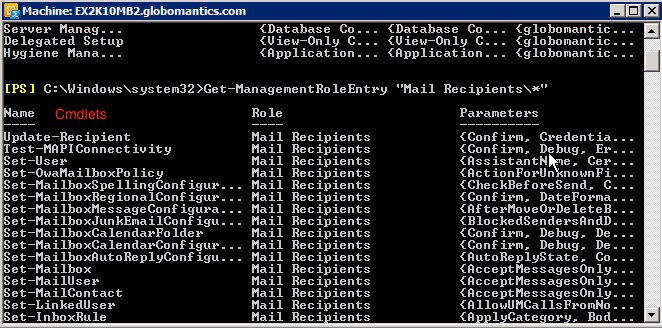 Machine: EX2K10MB2.globomantics.com
Server Manag... {Database Co... {Database Co... {globomantic...
Delegated Setup {View-Only C... {View-Only C... {globomantic...
Hygiene Mana... {Application... {Application... {globomantic...
[PS] C:\Windows\system32>Get-ManagementRoleEntry "Mail Recipients\*"
Name Cmdlets Role Parameters
---- ---- ----------
Update-Recipient Mail Recipients {Confirm, Credentia...
Test-MAPIConnectivity Mail Recipients {Confirm, Debug, Er...
Set-User Mail Recipients {AssistantName, Cer...
Set-OwaMailboxPolicy Mail Recipients {ActionForUnknownFi...
Set-MailboxSpellingConfigur... Mail Recipients {CheckBeforeSend, C...
Set-MailboxRegionalConfigur... Mail Recipients {Confirm, DateForma...
Set-MailboxMessageConfigura... Mail Recipients {AfterMoveOrDeleteB...
Set-MailboxJunkEmailConfigu... Mail Recipients {BlockedSendersAndD...
Set-MailboxCalendarFolder Mail Recipients {Confirm, Debug, De...
Set-MailboxCalendarConfigur... Mail Recipients {Confirm, Debug, De...
Set-MailboxAutoReplyConfigu... Mail Recipients {AutoReplyState, Co...
Set-Mailbox Mail Recipients {AcceptMessagesOnly...
Set-MailUser Mail Recipients {AcceptMessagesOnly...
Set-MailContact Mail Recipients {AcceptMessagesOnly...
Set-LinkedUser Mail Recipients {AllowUMCallsFromNo...
Set-InboxRule Mail Recipients {ApplyCategory, Bod...